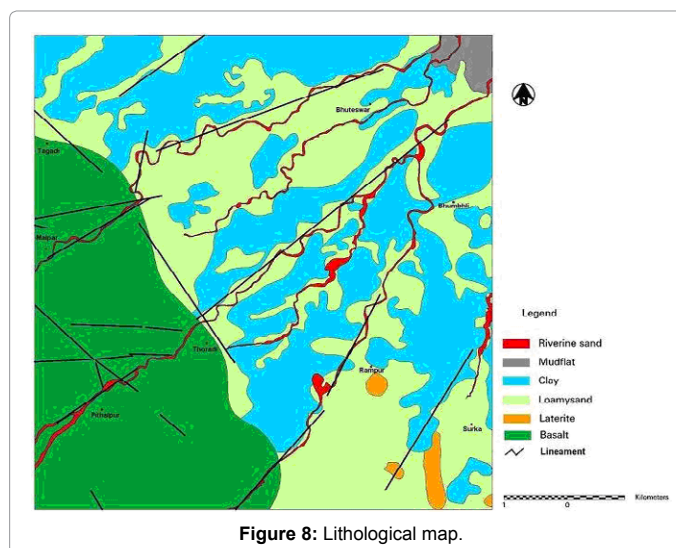 Bhuteswar
Tagadi
Bhumbhli
Malpar
Thoradi
Rampur
Pithalpur
Surka
Legend
Riverine sand
Mudflat
Clay
Loamysand
Laterite
Basalt
Lineament
N
Kilometers
1 0
Figure 8: Lithological map.